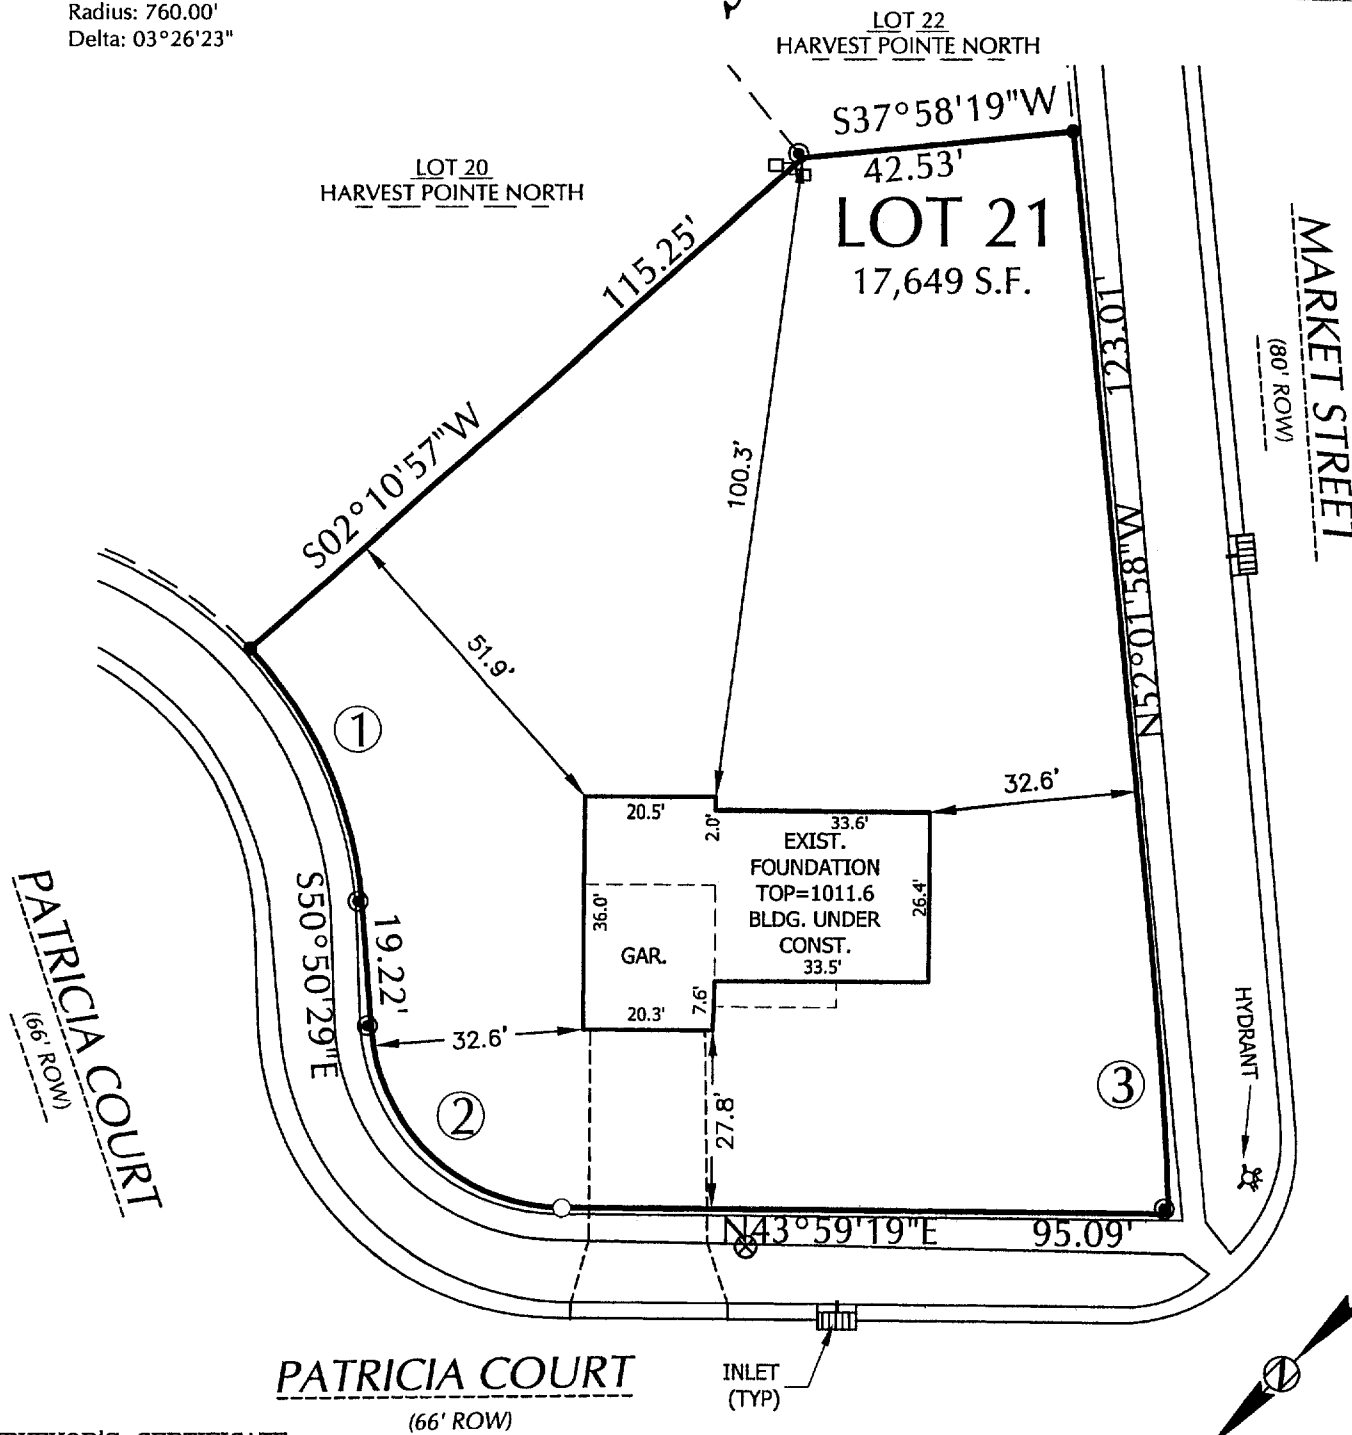 Radius: 760.00'
Delta: 03°26'23"
LOT 22
HARVEST POINTE NORTH
S37°58'19"W
42.53'
LOT 20
HARVEST POINTE NORTH
LOT 21
17,649 S.F.
115.25'
S02°10'57"W
123.01'
N52°01'58"W
MARKET STREET
(80' ROW)
100.3'
51.9'
1
32.6'
20.5'
2.0'
33.6'
EXIST.
FOUNDATION
TOP=1011.6
BLDG. UNDER
CONST.
33.5'
26.4'
36.0'
GAR.
20.3'
7.6'
S50°50'29"E
19.22'
32.6'
PATRICIA COURT
(66' ROW)
2
27.8'
3
HYDRANT
N43°59'19"E
95.09'
PATRICIA COURT
(66' ROW)
INLET
(TYP)